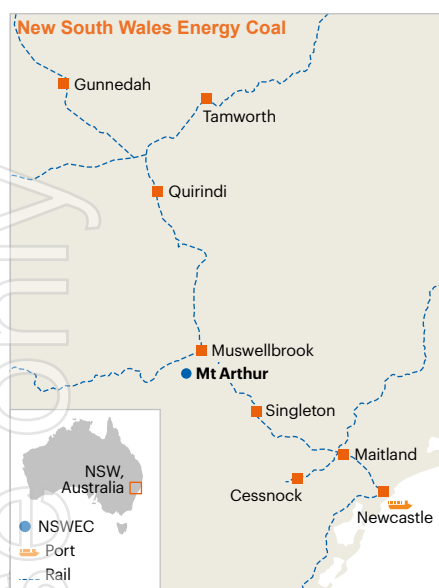 New South Wales Energy Coal
Gunnedah
Tamworth
Quirindi
Muswellbrook
Mt Arthur
Singleton
Maitland
Cessnock
Newcastle
NSW,
Australia
NSWEC
Port
Rail
only